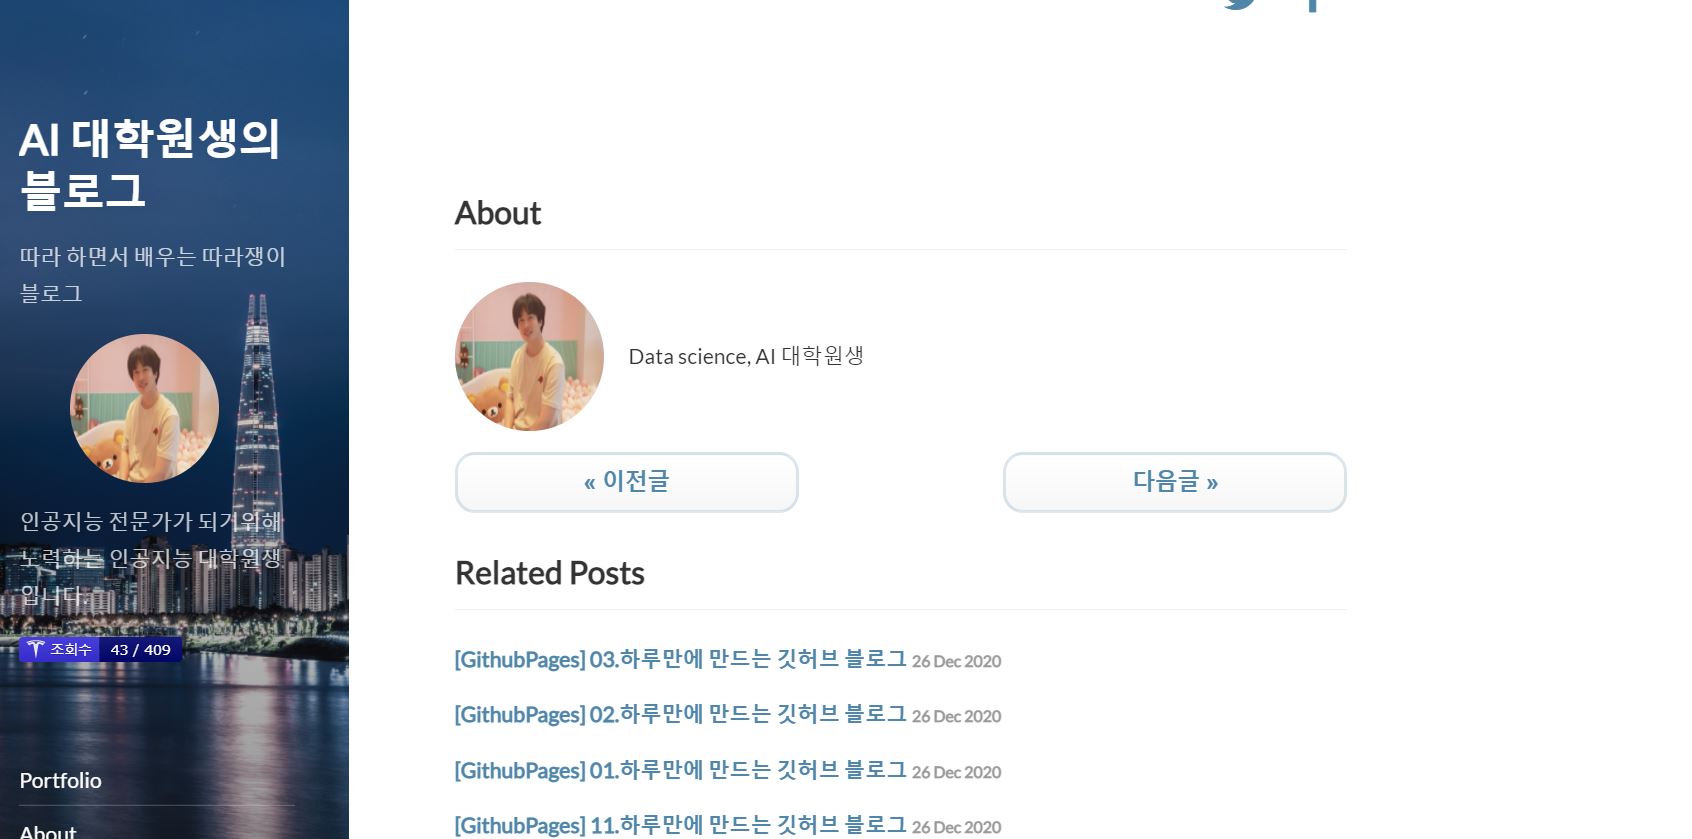 AI 대학원생의
블로그
따라 하면서 배우는 따라쟁이
블로그
인공지능 전문가가 되기위해
노력하는 인공지능 대학원생
입니다.
조회수 43 / 409
Portfolio
About
About
Data science, AI 대학원생
« 이전글
다음글 »
Related Posts
[GithubPages] 03.하루만에 만드는 깃허브 블로그 26 Dec 2020
[GithubPages] 02.하루만에 만드는 깃허브 블로그 26 Dec 2020
[GithubPages] 01.하루만에 만드는 깃허브 블로그 26 Dec 2020
[GithubPages] 11.하루만에 만드는 깃허브 블로그 26 Dec 2020